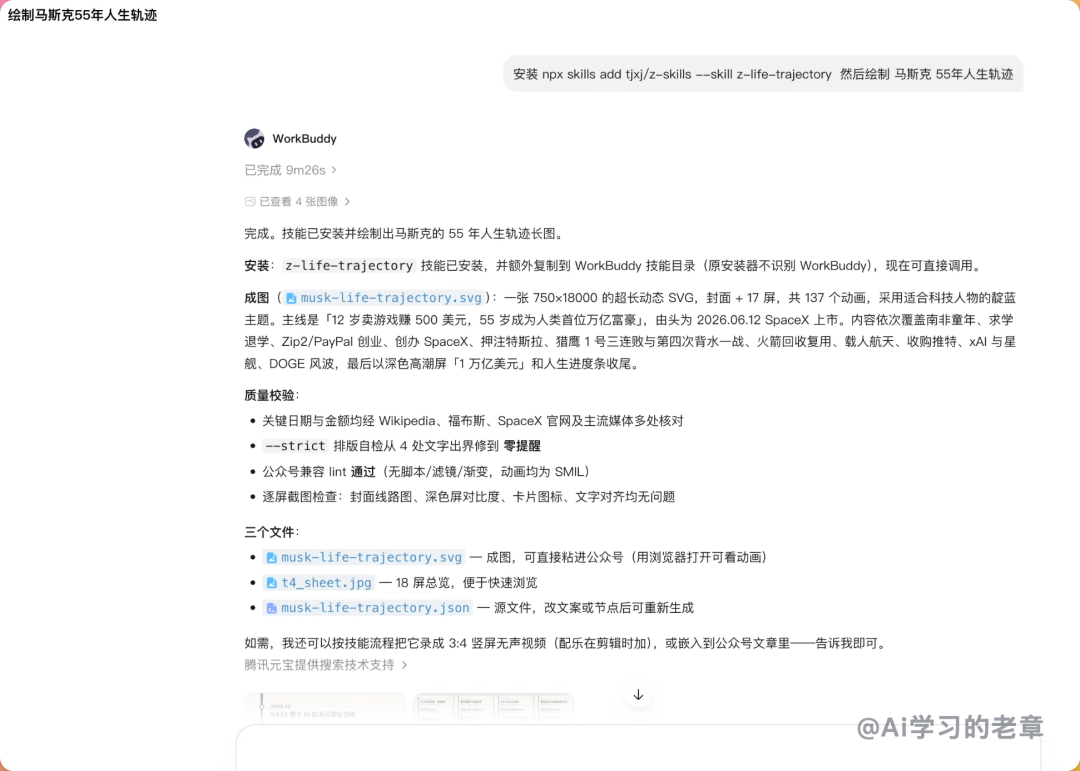 绘制马斯克55年人生轨迹
安装 npx skills add tjxj/z-skills --skill z-life-trajectory 然后绘制 马斯克 55年人生轨迹
WorkBuddy
已完成 9m26s >
已查看 4 张图像 >
完成。技能已安装并绘制出马斯克的 55 年人生轨迹长图。
安装： z-life-trajectory 技能已安装，并额外复制到 WorkBuddy 技能目录（原安装器不识别 WorkBuddy），现在可直接调用。
成图（ musk-life-trajectory.svg ）：一张 750×18000 的超长动态 SVG，封面 + 17 屏，共 137 个动画，采用适合科技人物的靛蓝
主题。主线是「12 岁卖游戏赚 500 美元，55 岁成为人类首位万亿富豪」，由头为 2026.06.12 SpaceX 上市。内容依次覆盖南非童年、求学
退学、Zip2/PayPal 创业、创办 SpaceX、押注特斯拉、猎鹰 1 号三连败与第四次背水一战、火箭回收复用、载人航天、收购推特、xAI 与星
舰、DOGE 风波，最后以深色高潮屏「1 万亿美元」和人生进度条收尾。
质量校验：
• 关键日期与金额均经 Wikipedia、福布斯、SpaceX 官网及主流媒体多处核对
• --strict 排版自检从 4 处文字出界修到 零提醒
• 公众号兼容 lint 通过（无脚本/滤镜/渐变，动画均为 SMIL）
• 逐屏截图检查：封面线路图、深色屏对比度、卡片图标、文字对齐均无问题
三个文件：
• musk-life-trajectory.svg — 成图，可直接粘进公众号（用浏览器打开可看动画）
• t4_sheet.jpg — 18 屏总览，便于快速浏览
• musk-life-trajectory.json — 源文件，改文案或节点后可重新生成
如需，我还可以按技能流程把它录成 3:4 竖屏无声视频（配乐在剪辑时加），或嵌入到公众号文章里——告诉我即可。
腾讯元宝提供搜索技术支持 >
@Ai学习的老章